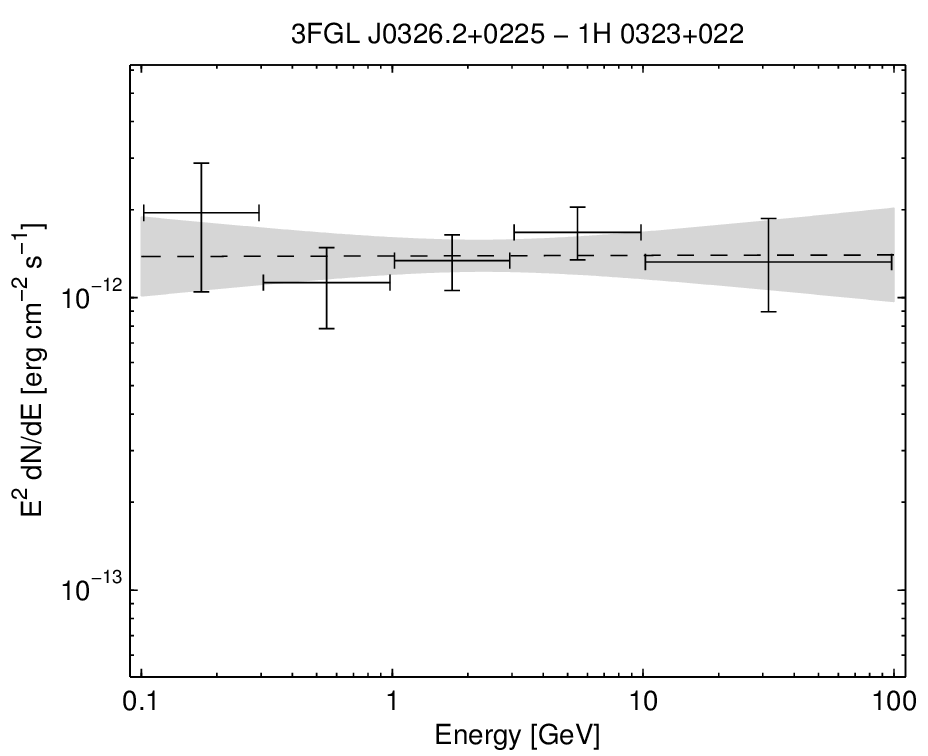 3FGL J0326.2+0225 − 1H 0323+022
E² dN/dE [erg cm⁻² s⁻¹]
10⁻¹²
10⁻¹³
0.1 1 10 100
Energy [GeV]